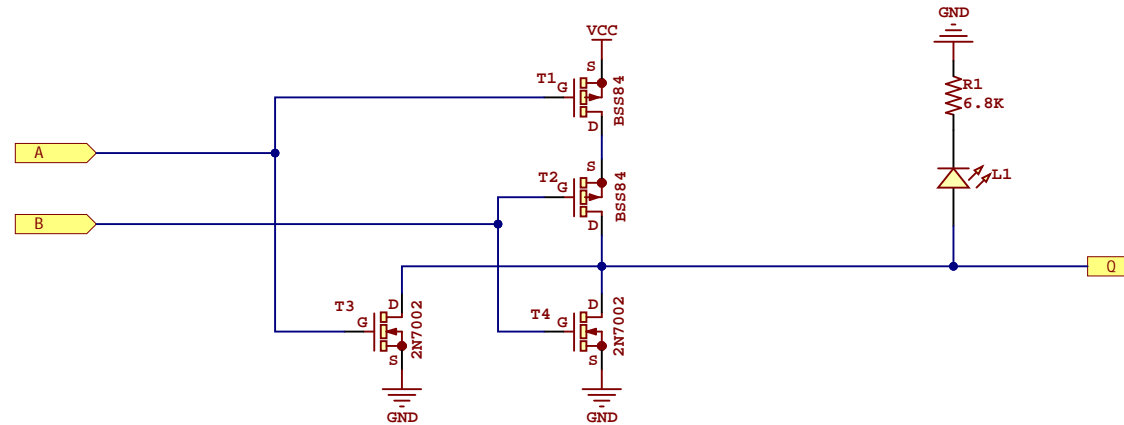 GND
VCC
S
T1
G
D
BSS84
R1
6.8K
A
S
T2
G
D
BSS84
L1
B
Q
T3
D
G
S
2N7002
GND
T4
D
G
S
2N7002
GND